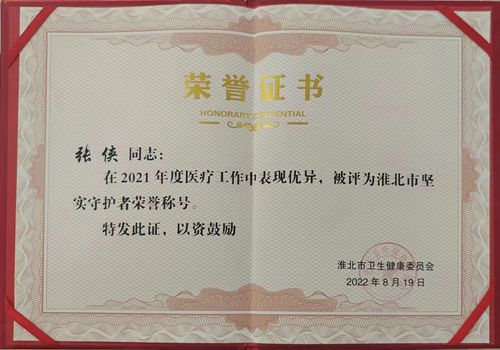 荣誉证书
HONORARY CREDENTIAL
张侠 同志:
在2021年度医疗工作中表现优异,被评为淮北市坚
实守护者荣誉称号。
特发此证,以资鼓励
淮北市卫生健康委员会
2022年8月19日